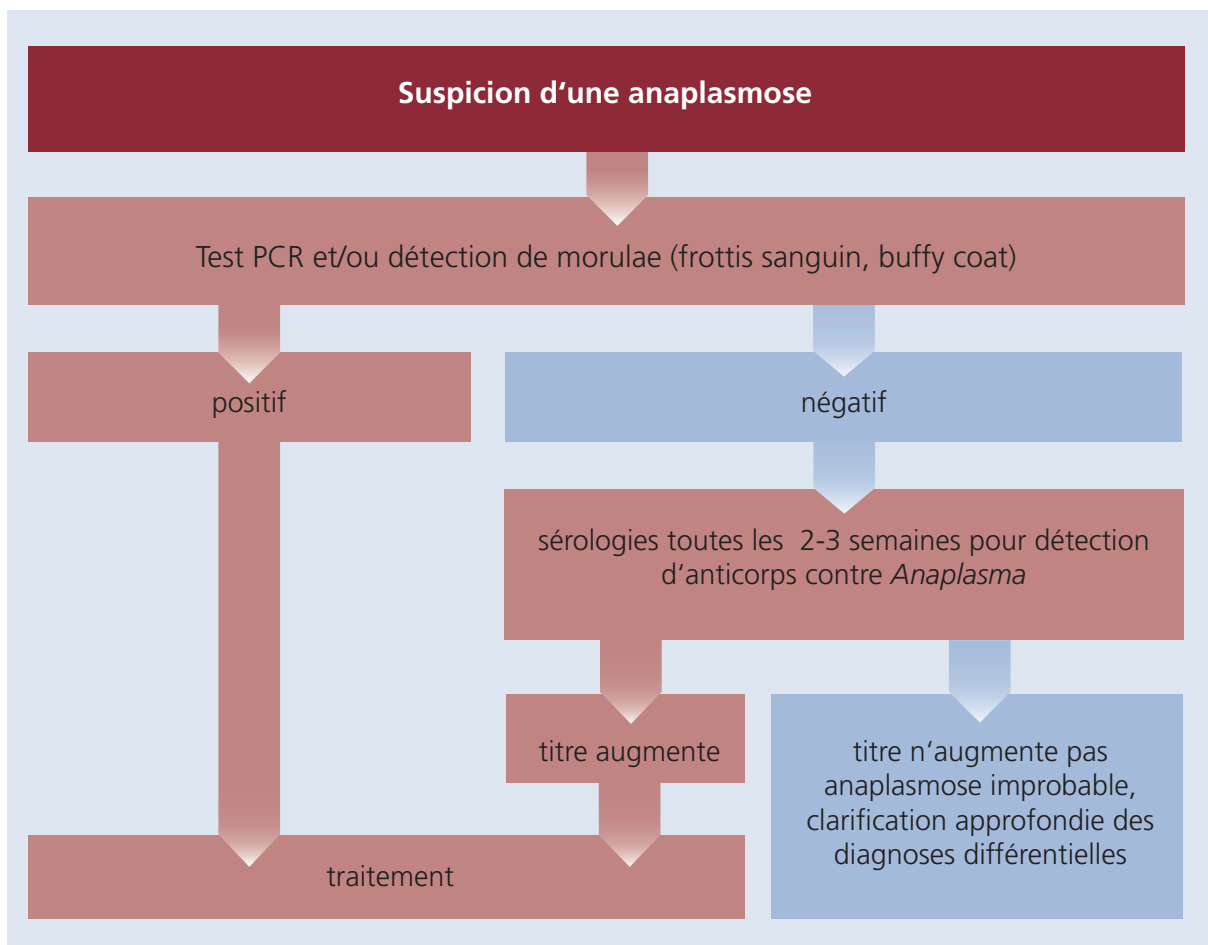 Suspicion d‘une anaplasmose
Test PCR et/ou détection de morulae (frottis sanguin, buffy coat)
positif
négatif
sérologies toutes les  2-3 semaines pour détection
d‘anticorps contre Anaplasma
titre augmente
titre n‘augmente pas
anaplasmose improbable,
clarification approfondie des
diagnoses différentielles
traitement